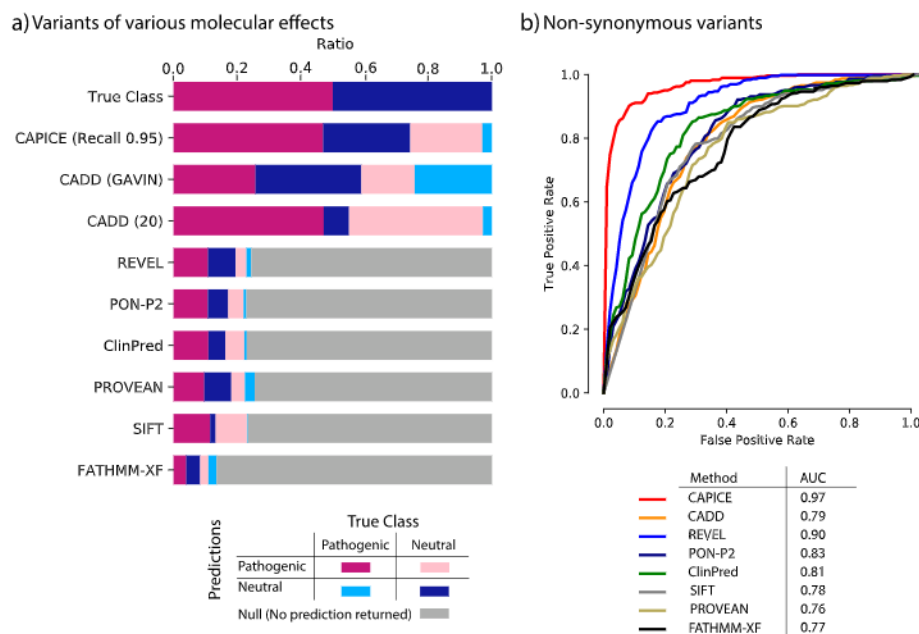 a) Variants of various molecular effects
Ratio
0.0 0.2 0.4 0.6 0.8 1.0
True Class
CAPICE (Recall 0.95)
CADD (GAVIN)
CADD (20)
REVEL
PON-P2
ClinPred
PROVEAN
SIFT
FATHMM-XF
True Class
Predictions
Pathogenic Neutral
Pathogenic
Neutral
Null (No prediction returned)
b) Non-synonymous variants
True Positive Rate
1.0
0.8
0.6
0.4
0.2
0.0
0.0 0.2 0.4 0.6 0.8 1.0
False Positive Rate
Method AUC
CAPICE 0.97
CADD 0.79
REVEL 0.90
PON-P2 0.83
ClinPred 0.81
SIFT 0.78
PROVEAN 0.76
FATHMM-XF 0.77